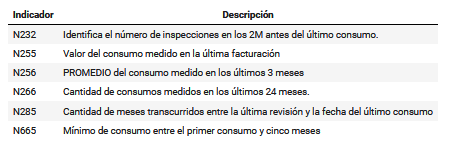 Indicador Descripción
N232 Identifica el número de inspecciones en los 2M antes del último consumo.
N255 Valor del consumo medido en la última facturación
N256 PROMEDIO del consumo medido en los últimos 3 meses
N266 Cantidad de consumos medidos en los últimos 24 meses.
N285 Cantidad de meses transcurridos entre la última revisión y la fecha del último consumo
N665 Mínimo de consumo entre el primer consumo y cinco meses